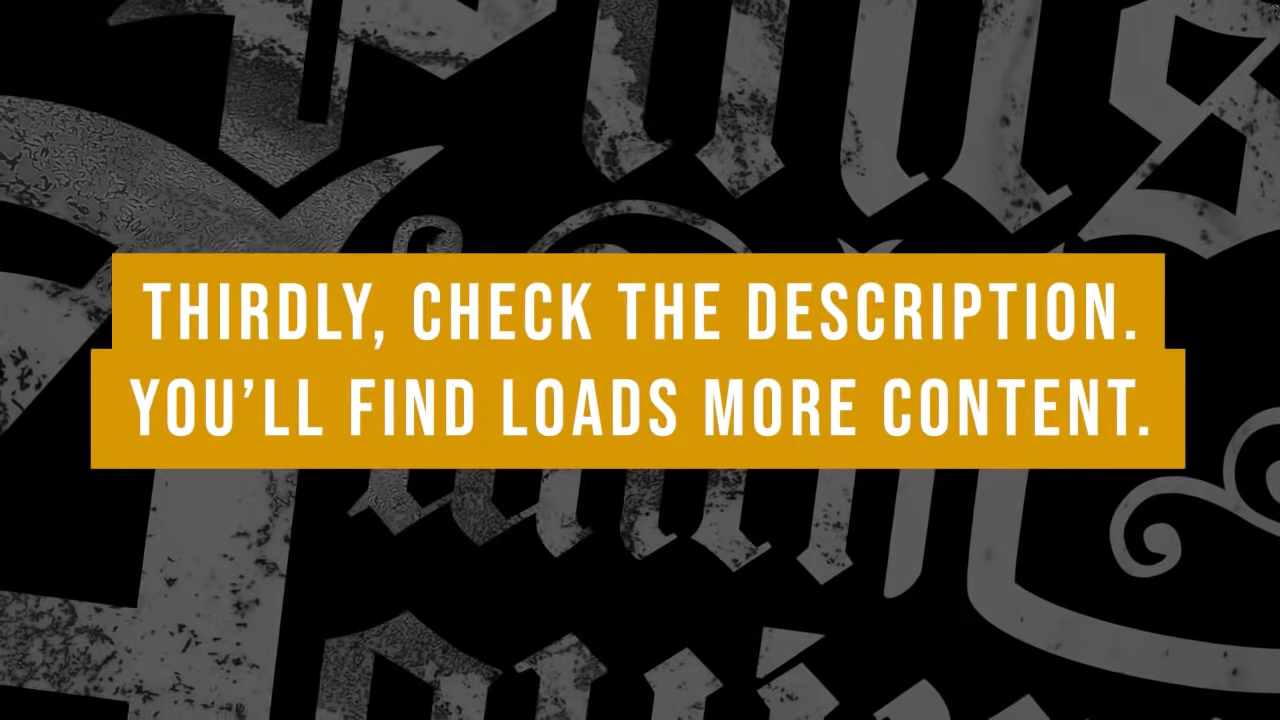 THIRDLY, CHECK THE DESCRIPTION.
YOU’LL FIND LOADS MORE CONTENT.